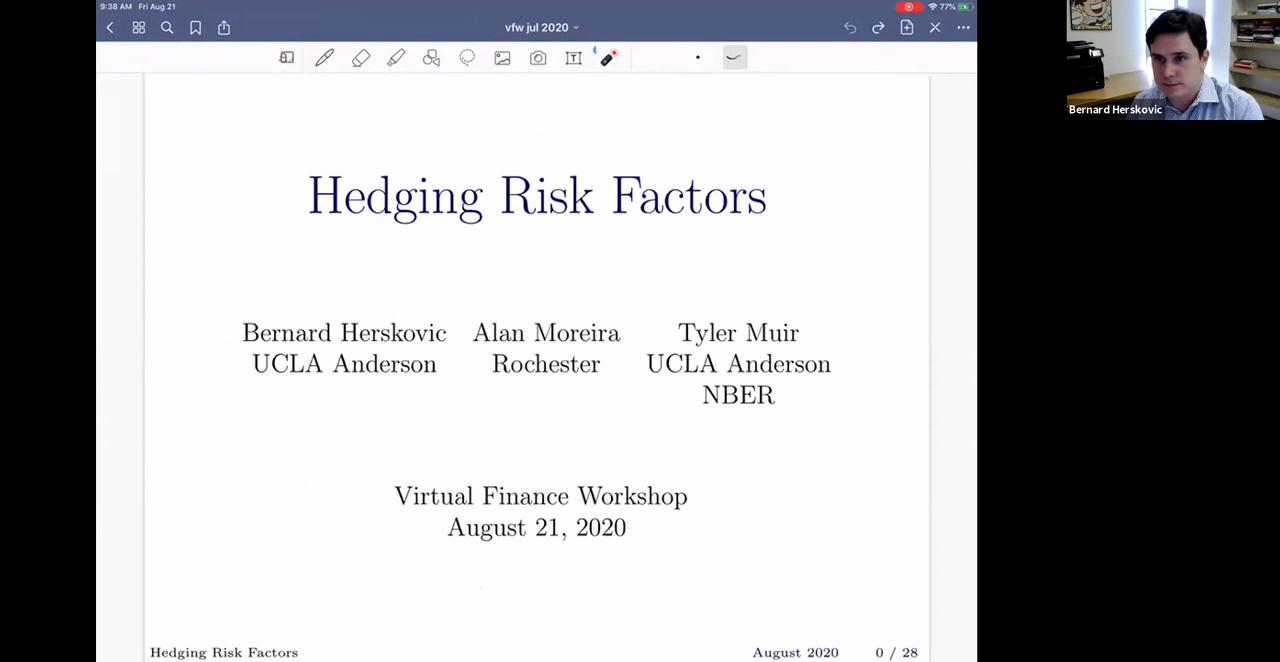 9:38 AM Fri Aug 21
77%
vfw jul 2020
T
Hedging Risk Factors
Bernard Herskovic Alan Moreira Tyler Muir
UCLA Anderson Rochester UCLA Anderson
NBER
Virtual Finance Workshop
August 21, 2020
Hedging Risk Factors August 2020 0 / 28
Bernard Herskovic